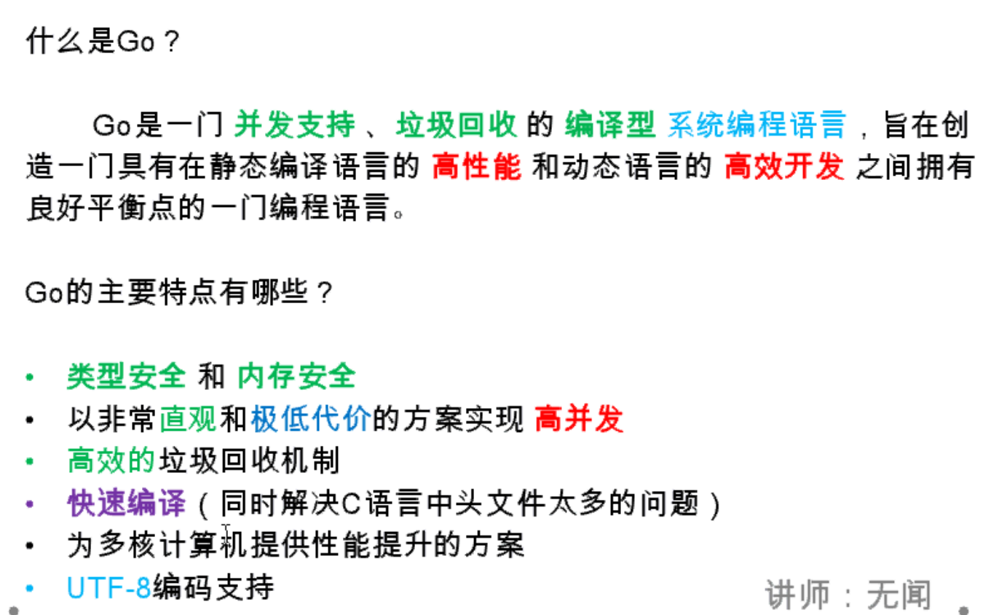 什么是Go？
Go是一门 并发支持 、垃圾回收 的 编译型 系统编程语言，旨在创
造一门具有在静态编译语言的 高性能 和动态语言的 高效开发 之间拥有
良好平衡点的一门编程语言。
Go的主要特点有哪些？
• 类型安全 和 内存安全
• 以非常直观和极低代价的方案实现 高并发
• 高效的垃圾回收机制
• 快速编译（同时解决C语言中头文件太多的问题）
• 为多核计算机提供性能提升的方案
• UTF-8编码支持
讲师：无闻